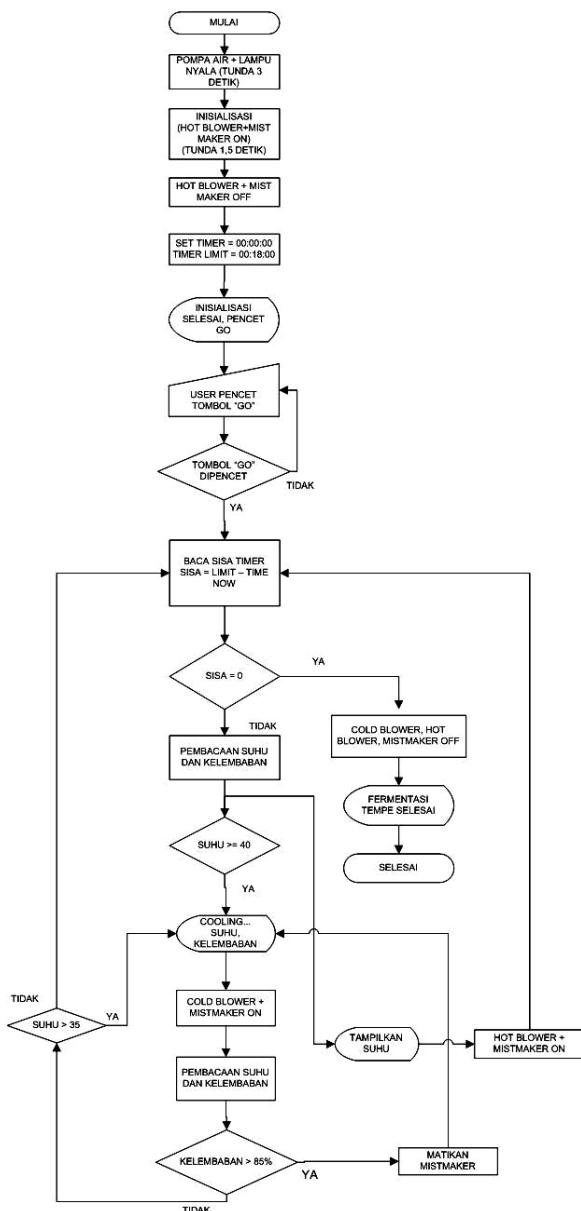 MULAI
POMPA AIR + LAMPU
NYALA (TUNDA 3
DETIK)
INISIALISASI
(HOT BLOWER+MIST
MAKER ON)
(TUNDA 1,5 DETIK)
HOT BLOWER + MIST
MAKER OFF
SET TIMER = 00:00:00
TIMER LIMIT = 00:18:00
INISIALISASI
SELESAI, PENCET
GO
USER PENCET
TOMBOL "GO"
TOMBOL "GO"
DIPENCET
TIDAK
YA
BACA SISA TIMER
SISA = LIMIT – TIME
NOW
SISA = 0
YA
TIDAK
COLD BLOWER, HOT
BLOWER, MISTMAKER OFF
PEMBACAAN SUHU
DAN KELEMBABAN
FERMENTASI
TEMPE SELESAI
SUHU >= 40
SELESAI
YA
COOLING...
SUHU,
KELEMBABAN
TIDAK
SUHU > 35
YA
COLD BLOWER +
MISTMAKER ON
TAMPILKAN
SUHU
HOT BLOWER +
MISTMAKER ON
PEMBACAAN SUHU
DAN KELEMBABAN
KELEMBABAN > 85%
YA
MATIKAN
MISTMAKER
TIDAK